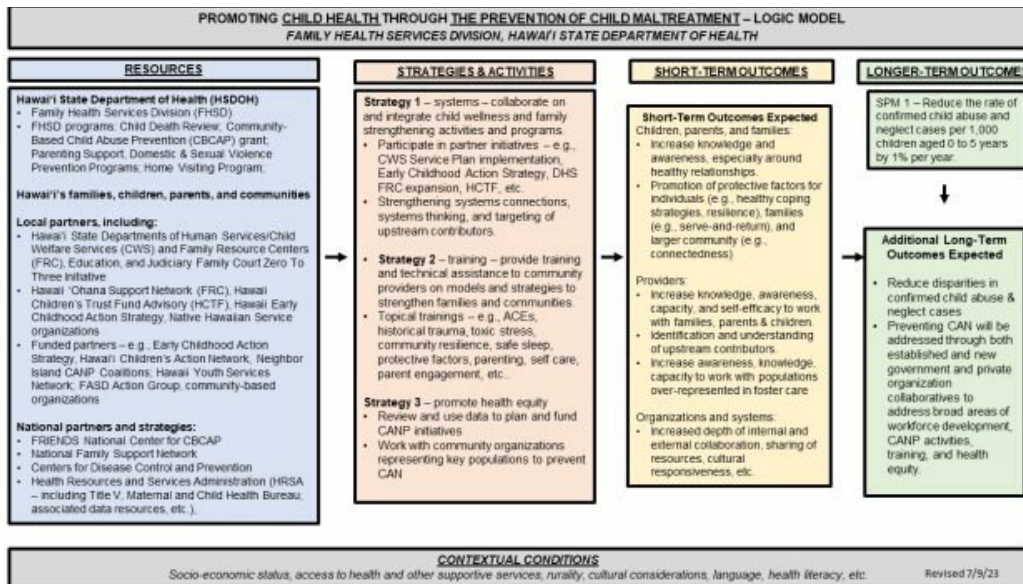 PROMOTING CHILD HEALTH THROUGH THE PREVENTION OF CHILD MALTREATMENT – LOGIC MODEL
FAMILY HEALTH SERVICES DIVISION, HAWAI'I STATE DEPARTMENT OF HEALTH
RESOURCES
Hawai'i State Department of Health (HSDOH)
• Family Health Services Division (FHSD)
• FHSD programs: Child Death Review; Community-
Based Child Abuse Prevention (CBCAP) grant;
Parenting Support, Domestic & Sexual Violence
Prevention Programs; Home Visiting Program;
Hawai'i's families, children, parents, and communities
Local partners, including:
• Hawai'i State Departments of Human Services/Child
Welfare Services (CWS) and Family Resource Centers
(FRC), Education, and Judiciary Family Court Zero To
Three Initiative
• Hawai'i 'Ohana Support Network (FRC), Hawaii
Children's Trust Fund Advisory (HCTF), Hawaii Early
Childhood Action Strategy, Native Hawaiian Service
organizations
• Funded partners – e.g., Early Childhood Action
Strategy, Hawai'i Children's Action Network, Neighbor
Island CANP Coalitions; Hawaii Youth Services
Network; FASD Action Group, community-based
organizations
National partners and strategies:
• FRIENDS National Center for CBCAP
• National Family Support Network
• Centers for Disease Control and Prevention
• Health Resources and Services Administration (HRSA
– including Title V, Maternal and Child Health Bureau,
associated data resources, etc.),
STRATEGIES & ACTIVITIES
Strategy 1 – systems – collaborate on
and integrate child wellness and family
strengthening activities and programs.
• Participate in partner initiatives – e.g.,
CWS Service Plan implementation,
Early Childhood Action Strategy, DHS
FRC expansion, HCTF, etc.
• Strengthening systems connections,
systems thinking, and targeting of
upstream contributors.
• Strategy 2 – training – provide training
and technical assistance to community
providers on models and strategies to
strengthen families and communities.
• Topical trainings – e.g., ACEs,
historical trauma, toxic stress,
community resilience, safe sleep,
protective factors, parenting, self care,
parent engagement, etc..
Strategy 3 – promote health equity
• Review and use data to plan and fund
CANP initiatives
• Work with community organizations
representing key populations to prevent
CAN
SHORT-TERM OUTCOMES
Short-Term Outcomes Expected
Children, parents, and families:
• Increase knowledge and
awareness, especially around
healthy relationships.
• Promotion of protective factors for
individuals (e.g., healthy coping
strategies, resilience), families
(e.g., serve-and-return), and
larger community (e.g.,
connectedness)
Providers:
• Increase knowledge, awareness,
capacity, and self-efficacy to work
with families, parents & children.
• Identification and understanding
of upstream contributors.
• Increase awareness, knowledge,
capacity to work with populations
over-represented in foster care
Organizations and systems:
• Increased depth of internal and
external collaboration, sharing of
resources, cultural
responsiveness, etc.
LONGER-TERM OUTCOME
SPM 1 – Reduce the rate of
confirmed child abuse and
neglect cases per 1,000
children aged 0 to 5 years
by 1% per year.
Additional Long-Term
Outcomes Expected
• Reduce disparities in
confirmed child abuse &
neglect cases
• Preventing CAN will be
addressed through both
established and new
government and private
organization
collaboratives to
address broad areas of
workforce development,
CANP activities,
training, and health
equity.
CONTEXTUAL CONDITIONS
Socio-economic status, access to health and other supportive services, rurality, cultural considerations, language, health literacy, etc.
Revised 7/9/23